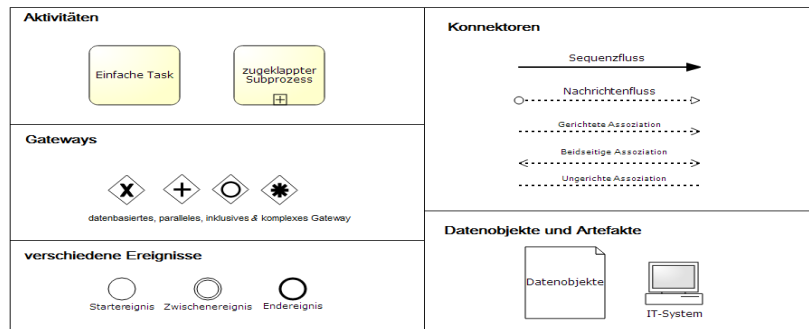 Aktivitäten
Einfache Task
zugeklappter
Subprozess
Gateways
X
datenbasiertes, paralleles, inklusives & komplexes Gateway
verschiedene Ereignisse
Startereignis
Zwischenereignis
Endereignis
Konnektoren
Sequenzfluss
Nachrichtenfluss
Gerichtete Assoziation
Beidseitige Assoziation
Ungerichte Assoziation
Datenobjekte und Artefakte
Datenobjekte
IT-System